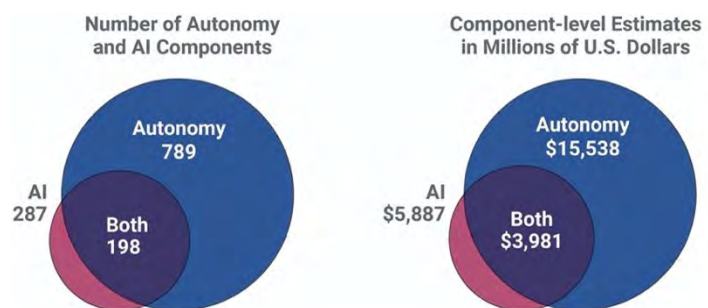 Number of Autonomy
and AI Components
Autonomy
789
AI
287
Both
198
Component-level Estimates
in Millions of U.S. Dollars
Autonomy
$15,538
AI
$5,887
Both
$3,981